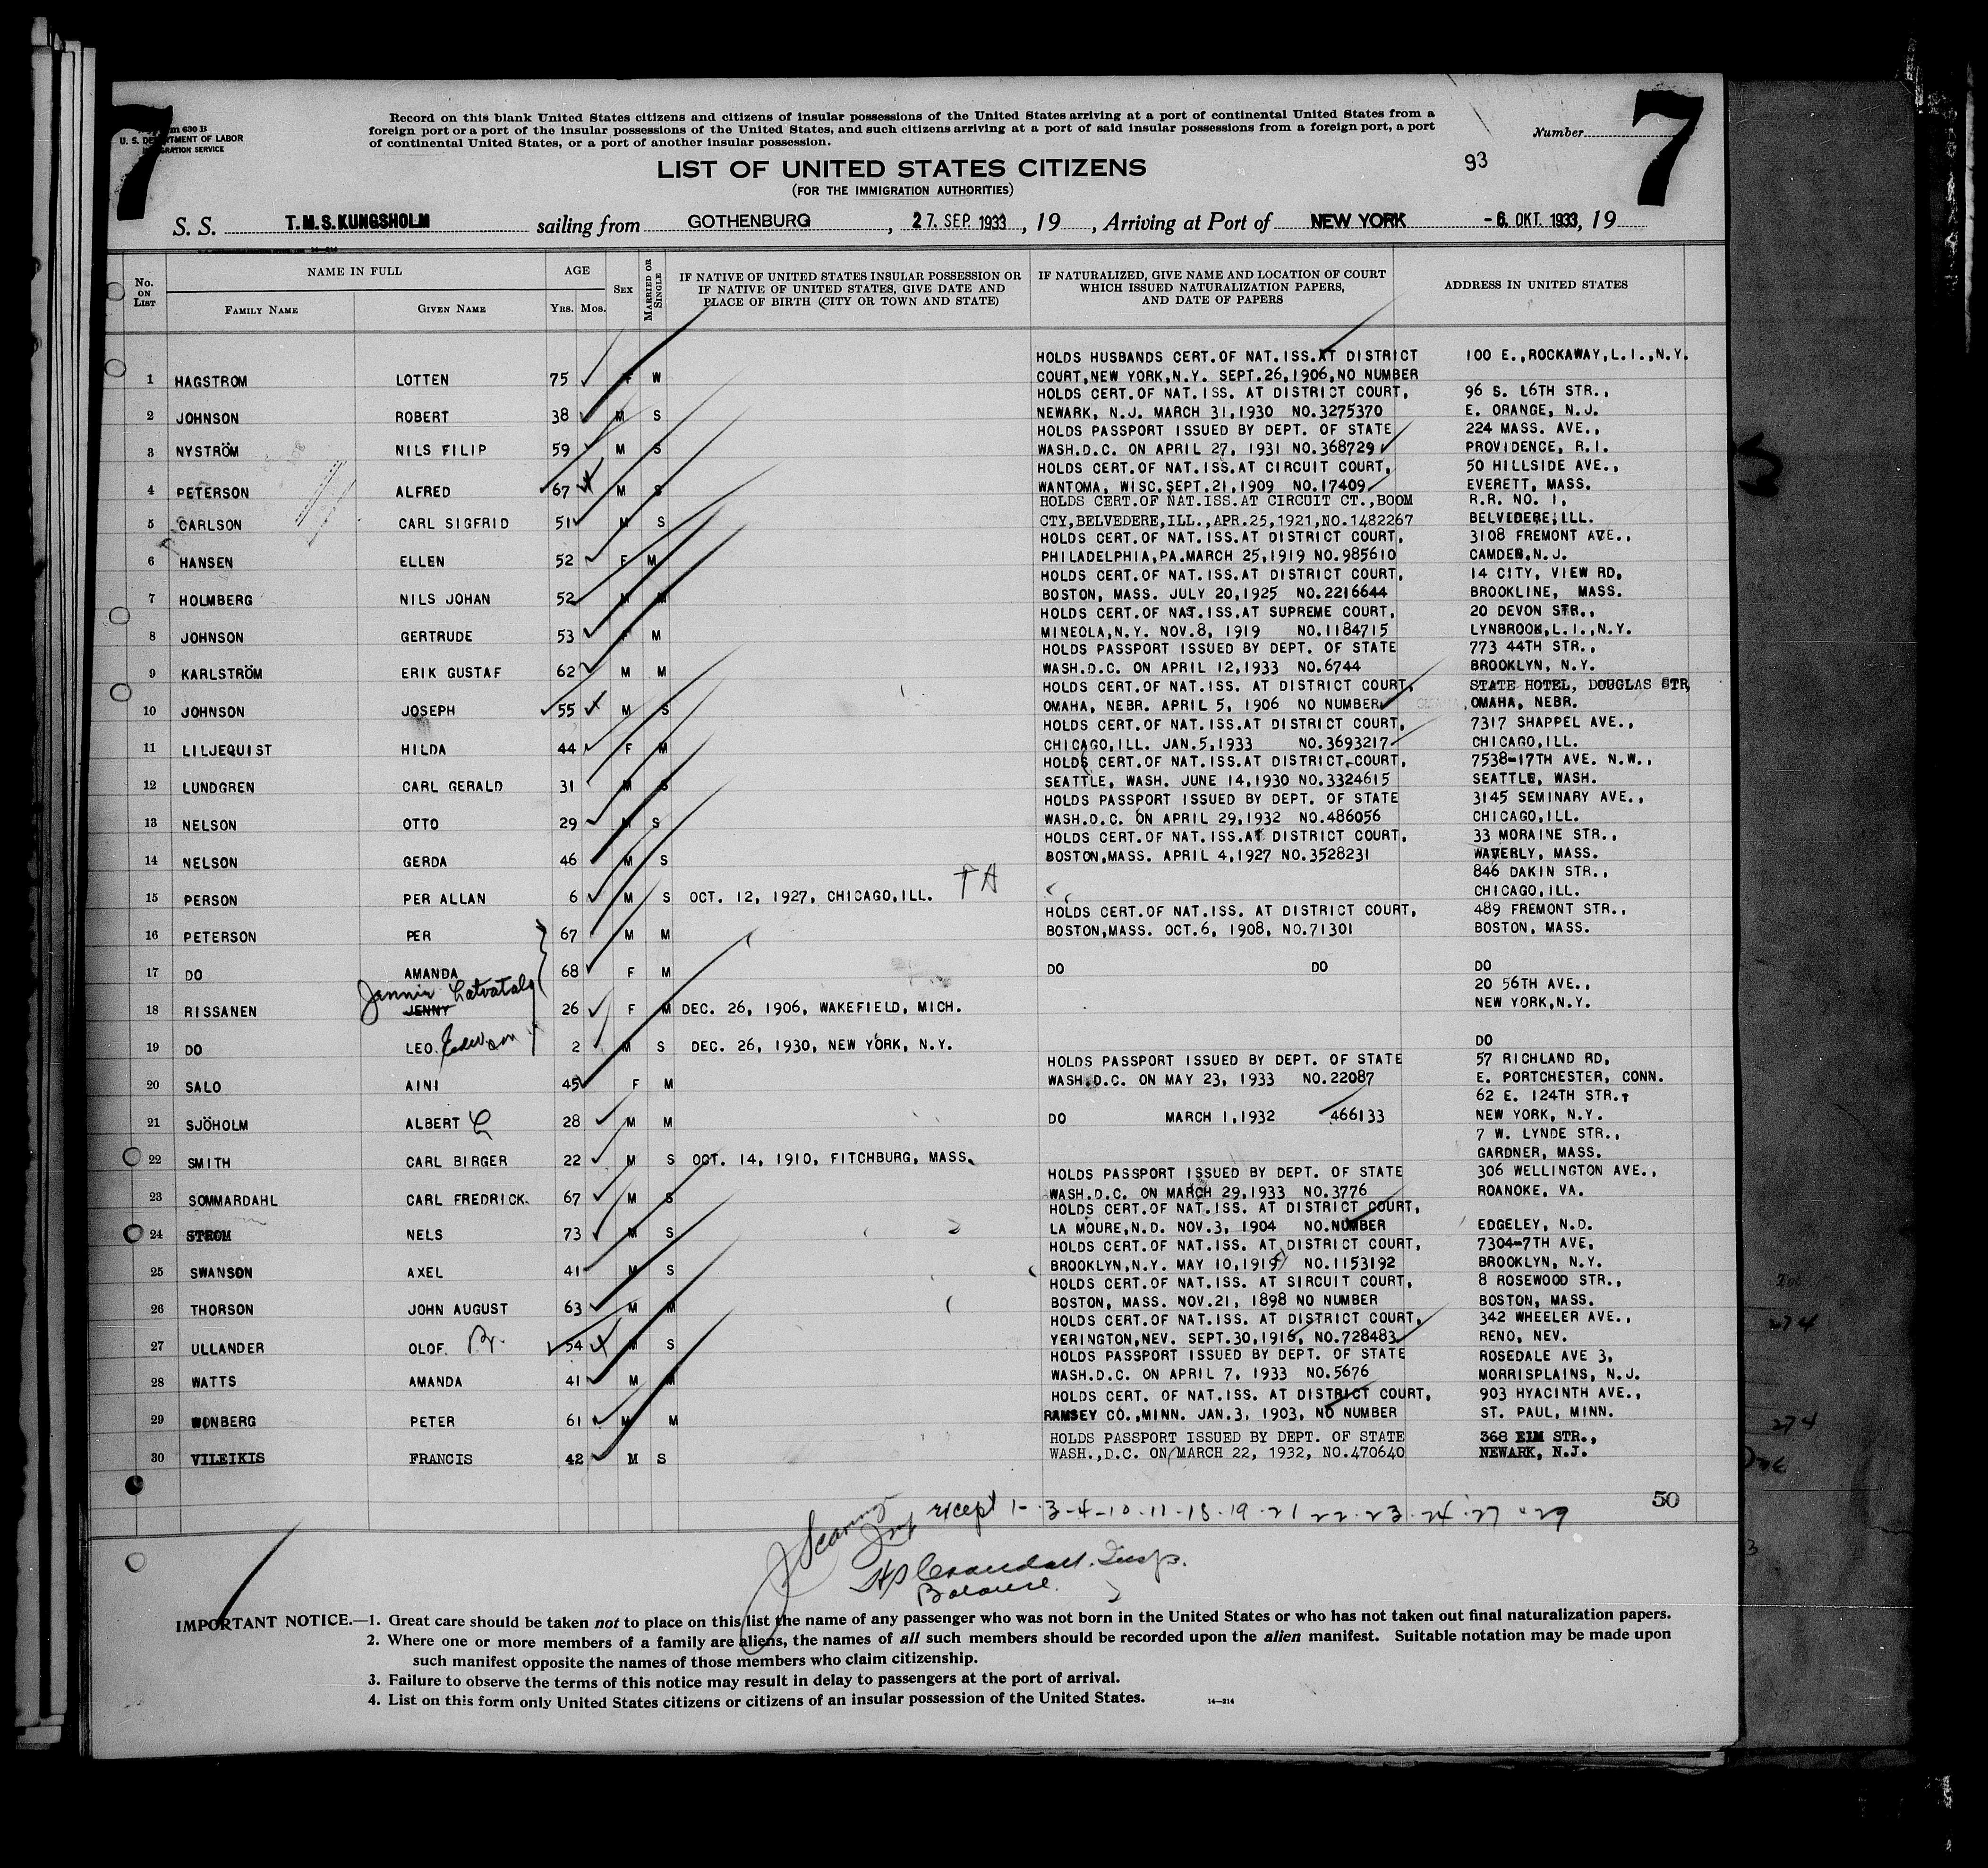 7
7
Form 630 B
U. S. DEPARTMENT OF LABOR
IMMIGRATION SERVICE
Record on this blank United States citizens and citizens of insular possessions of the United States arriving at a port of continental United States from a
foreign port or a port of the insular possessions of the United States, and such citizens arriving at a port of said insular possessions from a foreign port, a port
of continental United States, or a port of another insular possession.
Number
LIST OF UNITED STATES CITIZENS
93
(FOR THE IMMIGRATION AUTHORITIES)
S. S. T.M.S. KUNGSHOLM sailing from GOTHENBURG, 27. SEP. 1933, 19, Arriving at Port of NEW YORK -6. OKT. 1933, 19
No. ON LIST
NAME IN FULL
FAMILY NAME GIVEN NAME
AGE
YRS. MOS.
SEX
MARRIED OR SINGLE
IF NATIVE OF UNITED STATES INSULAR POSSESSION OR
IF NATIVE OF UNITED STATES, GIVE DATE AND
PLACE OF BIRTH (CITY OR TOWN AND STATE)
IF NATURALIZED, GIVE NAME AND LOCATION OF COURT
WHICH ISSUED NATURALIZATION PAPERS,
AND DATE OF PAPERS
ADDRESS IN UNITED STATES
HOLDS HUSBANDS CERT.OF NAT.ISS.AT DISTRICT 100 E.,ROCKAWAY,L.I.,N.Y.
1 HAGSTROM LOTTEN 75 F W COURT,NEW YORK,N.Y. SEPT.26,1906,NO NUMBER
HOLDS CERT.OF NAT.ISS. AT DISTRICT COURT, 96 S. L6TH STR.,
2 JOHNSON ROBERT 38 M S NEWARK, N.J. MARCH 31,1930 NO.3275370 E. ORANGE, N.J.
HOLDS PASSPORT ISSUED BY DEPT. OF STATE 224 MASS. AVE.,
3 NYSTRÖM NILS FILIP 59 M S WASH.D.C. ON APRIL 27, 1931 NO.368729 PROVIDENCE, R.I.
HOLDS CERT.OF NAT.ISS.AT CIRCUIT COURT, 50 HILLSIDE AVE.,
4 PETERSON ALFRED 67 M S WANTOMA, WISC.SEPT.21,1909 NO.17409 EVERETT, MASS.
HOLDS CERT.OF NAT.ISS.AT CIRCUIT CT.,BOOM R.R. NO. 1,
5 CARLSON CARL SIGFRID 51 M S CTY,BELVEDERE,ILL.,APR.25,1921,NO.1482267 BELVEDERE,ILL.
HOLDS CERT.OF NAT.ISS.AT DISTRICT COURT, 3108 FREMONT AVE.,
6 HANSEN ELLEN 52 F M PHILADELPHIA,PA.MARCH 25,1919 NO.985610 CAMDEN,N.J.
HOLDS CERT.OF NAT.ISS.AT DISTRICT COURT, 14 CITY, VIEW RD,
7 HOLMBERG NILS JOHAN 52 M M BOSTON, MASS. JULY 20,1925 NO.2216644 BROOKLINE, MASS.
HOLDS CERT.OF NAT.ISS.AT SUPREME COURT, 20 DEVON STR.,
8 JOHNSON GERTRUDE 53 F M MINEOLA,N.Y. NOV.8, 1919 NO.1184715 LYNBROOK,L.I.,N.Y.
HOLDS PASSPORT ISSUED BY DEPT. OF STATE 773 44TH STR.,
9 KARLSTRÖM ERIK GUSTAF 62 M M WASH.D.C. ON APRIL 12,1933 NO.6744 BROOKLYN, N.Y.
HOLDS CERT.OF NAT.ISS. AT DISTRICT COURT, STATE HOTEL, DOUGLAS STR,
10 JOHNSON JOSEPH 55 M S OMAHA, NEBR. APRIL 5, 1906 NO NUMBER OMAHA, NEBR.
HOLDS CERT.OF NAT.ISS.AT DISTRICT COURT, 7317 SHAPPEL AVE.,
11 LILJEQUIST HILDA 44 F M CHICAGO,ILL. JAN.5,1933 NO.3693217 CHICAGO,ILL.
HOLDS CERT.OF NAT.ISS.AT DISTRICT COURT, 7538-17TH AVE. N.W.,
12 LUNDGREN CARL GERALD 31 M S SEATTLE, WASH. JUNE 14,1930 NO.3324615 SEATTLE, WASH.
HOLDS PASSPORT ISSUED BY DEPT. OF STATE 3145 SEMINARY AVE.,
13 NELSON OTTO 29 M S WASH.D.C. ON APRIL 29,1932 NO.486056 CHICAGO,ILL.
HOLDS CERT.OF NAT.ISS.AT DISTRICT COURT, 33 MORAINE STR.,
14 NELSON GERDA 46 M S BOSTON,MASS. APRIL 4,1927 NO.3528231 WAVERLY, MASS.
846 DAKIN STR.,
15 PERSON PER ALLAN 6 M S OCT. 12, 1927, CHICAGO,ILL. TA CHICAGO,ILL.
HOLDS CERT.OF NAT.ISS. AT DISTRICT COURT, 489 FREMONT STR.,
16 PETERSON PER 67 M M BOSTON,MASS. OCT.6, 1908, NO.71301 BOSTON, MASS.
17 DO AMANDA 68 F M DO DO DO
Jennie Latvatalo 20 56TH AVE.,
18 RISSANEN JENNY 26 F M DEC. 26, 1906, WAKEFIELD, MICH. NEW YORK,N.Y.
19 DO LEO. 2 M S DEC. 26, 1930, NEW YORK, N.Y. DO
HOLDS PASSPORT ISSUED BY DEPT. OF STATE 57 RICHLAND RD,
20 SALO AINI 45 F M WASH.D.C. ON MAY 23, 1933 NO.22087 E. PORTCHESTER, CONN.
62 E. 124TH STR.,
21 SJÖHOLM ALBERT 28 M M DO MARCH 1,1932 466133 NEW YORK, N.Y.
7 W. LYNDE STR.,
22 SMITH CARL BIRGER 22 M S OCT. 14, 1910, FITCHBURG, MASS. GARDNER, MASS.
HOLDS PASSPORT ISSUED BY DEPT. OF STATE 306 WELLINGTON AVE.,
23 SOMMARDAHL CARL FREDRICK. 67 M S WASH.D.C. ON MARCH 29,1933 NO.3776 ROANOKE, VA.
HOLDS CERT.OF NAT.ISS. AT DISTRICT COURT,
24 STROM NELS 73 M S LA MOURE,N.D. NOV.3, 1904 NO.NUMBER EDGELEY, N.D.
HOLDS CERT.OF NAT.ISS. AT DISTRICT COURT, 7304-7TH AVE,
25 SWANSON AXEL 41 M S BROOKLYN,N.Y. MAY 10,1919 NO.1153192 BROOKLYN, N.Y.
HOLDS CERT.OF NAT.ISS. AT SIRCUIT COURT, 8 ROSEWOOD STR.,
26 THORSON JOHN AUGUST 63 M M BOSTON, MASS. NOV.21, 1898 NO NUMBER BOSTON, MASS.
HOLDS CERT.OF NAT.ISS. AT DISTRICT COURT, 342 WHEELER AVE.,
27 ULLANDER OLOF. 54 M S YERINGTON,NEV. SEPT.30,1916, NO.728483 RENO, NEV.
HOLDS PASSPORT ISSUED BY DEPT. OF STATE ROSEDALE AVE 3,
28 WATTS AMANDA 41 M M WASH.D.C. ON APRIL 7, 1933 NO.5676 MORRISPLAINS, N.J.
HOLDS CERT. OF NAT.ISS. AT DISTRICT COURT, 903 HYACINTH AVE.,
29 WONBERG PETER 61 M M RAMSEY CO.,MINN. JAN.3, 1903, NO NUMBER ST. PAUL, MINN.
HOLDS PASSPORT ISSUED BY DEPT. OF STATE 368 ELM STR.,
30 VILEIKIS FRANCIS 42 M S WASH.,D.C. ON MARCH 22, 1932, NO.470640 NEWARK, N.J.
50
except 1-3-4-10-11-18.19.21 22.23.24.27 29
Insp.
Balance
IMPORTANT NOTICE.—1. Great care should be taken not to place on this list the name of any passenger who was not born in the United States or who has not taken out final naturalization papers.
2. Where one or more members of a family are aliens, the names of all such members should be recorded upon the alien manifest. Suitable notation may be made upon
such manifest opposite the names of those members who claim citizenship.
3. Failure to observe the terms of this notice may result in delay to passengers at the port of arrival.
4. List on this form only United States citizens or citizens of an insular possession of the United States.
14—214
274
274